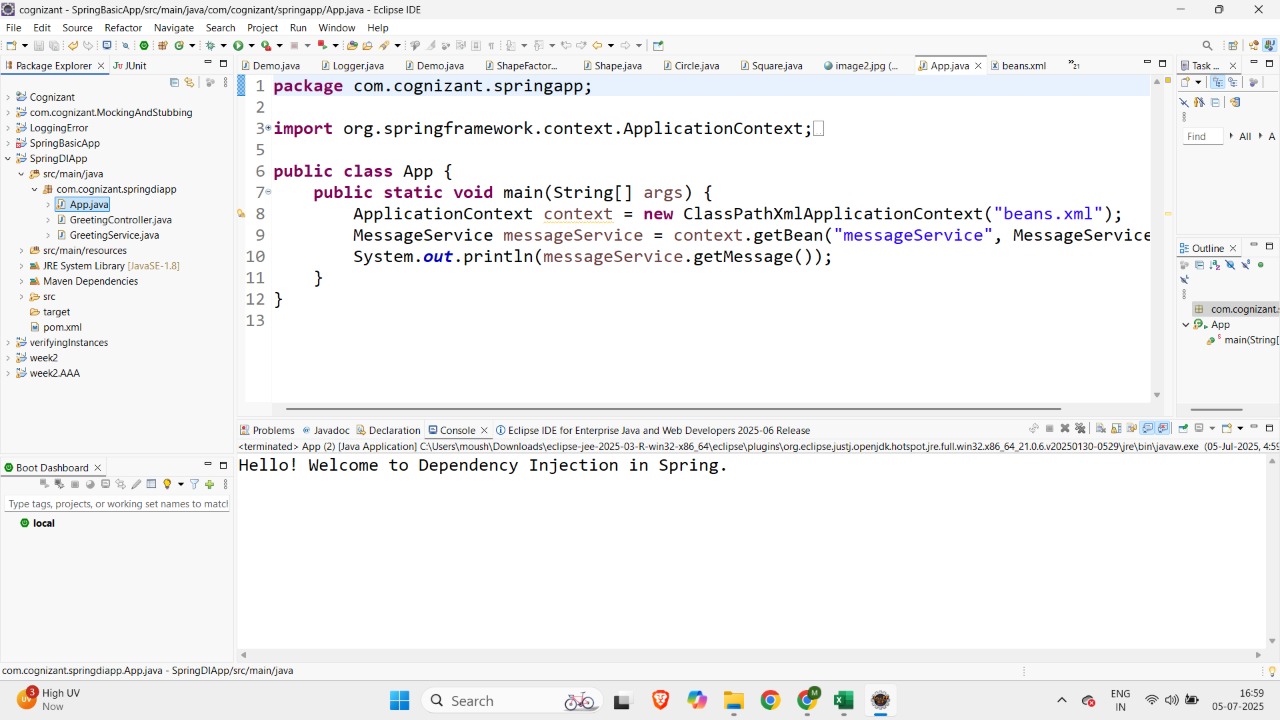 cognizant - SpringBasicApp/src/main/java/com/cognizant/springapp/App.java - Eclipse IDE
File Edit Source Refactor Navigate Search Project Run Window Help
Package Explorer JUnit
Cognizant
com.cognizant.MockingAndStubbing
LoggingError
SpringBasicApp
SpringDIApp
src/main/java
com.cognizant.springdiapp
App.java
GreetingController.java
GreetingService.java
src/main/resources
JRE System Library [JavaSE-1.8]
Maven Dependencies
src
target
pom.xml
verifyingInstances
week2
week2.AAA
Demo.java Logger.java Demo.java ShapeFactor... Shape.java Circle.java Square.java image2.jpg (... App.java beans.xml »21
1 package com.cognizant.springapp;
2
3 import org.springframework.context.ApplicationContext;
5
6 public class App {
7 public static void main(String[] args) {
8 ApplicationContext context = new ClassPathXmlApplicationContext("beans.xml");
9 MessageService messageService = context.getBean("messageService", MessageService
10 System.out.println(messageService.getMessage());
11 }
12 }
13
Task ...
Find All A
Outline
com.cognizant.
App
main(String[
Problems Javadoc Declaration Console Eclipse IDE for Enterprise Java and Web Developers 2025-06 Release
<terminated> App (2) [Java Application] C:\Users\moush\Downloads\eclipse-jee-2025-03-R-win32-x86_64\eclipse\plugins\org.eclipse.justj.openjdk.hotspot.jre.full.win32.x86_64_21.0.6.v20250130-0529\jre\bin\javaw.exe (05-Jul-2025, 4:59
Hello! Welcome to Dependency Injection in Spring.
Boot Dashboard
Type tags, projects, or working set names to match
local
com.cognizant.springdiapp.App.java - SpringDIApp/src/main/java
3
High UV
Now
Search
M
ENG
IN
16:59
05-07-2025